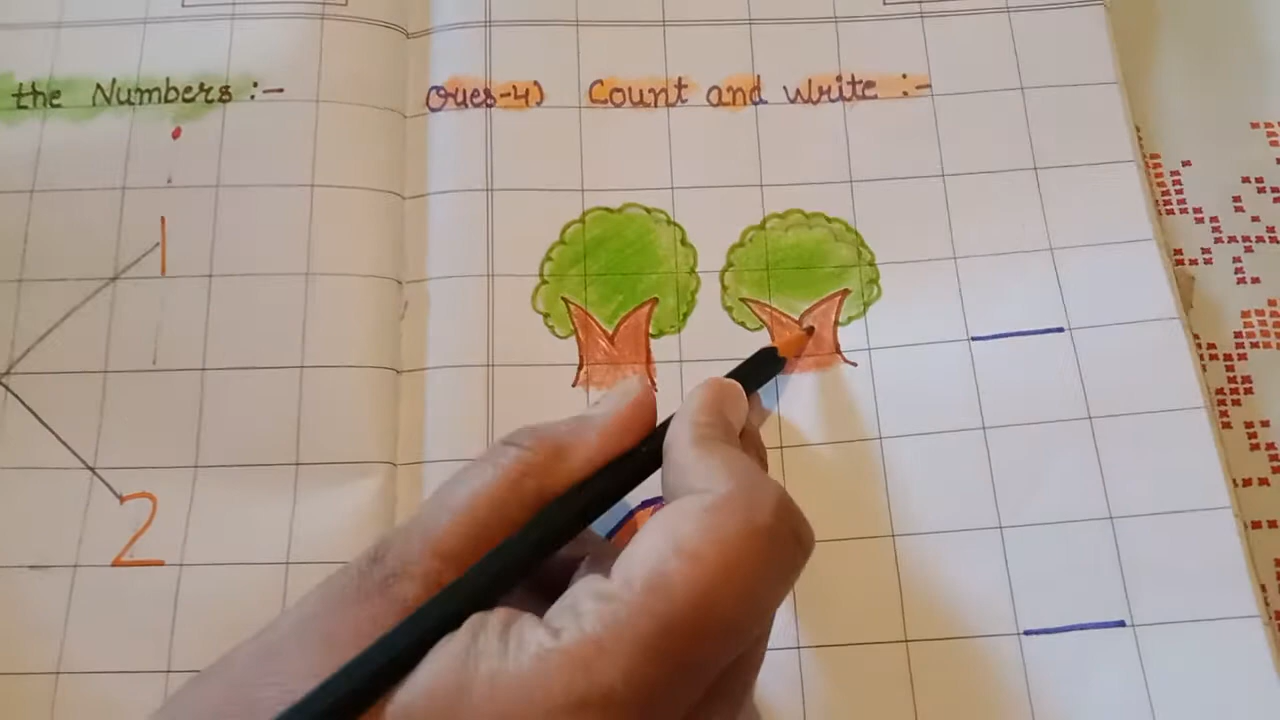 the Numbers :-
1
2
Ques-4) Count and write :-